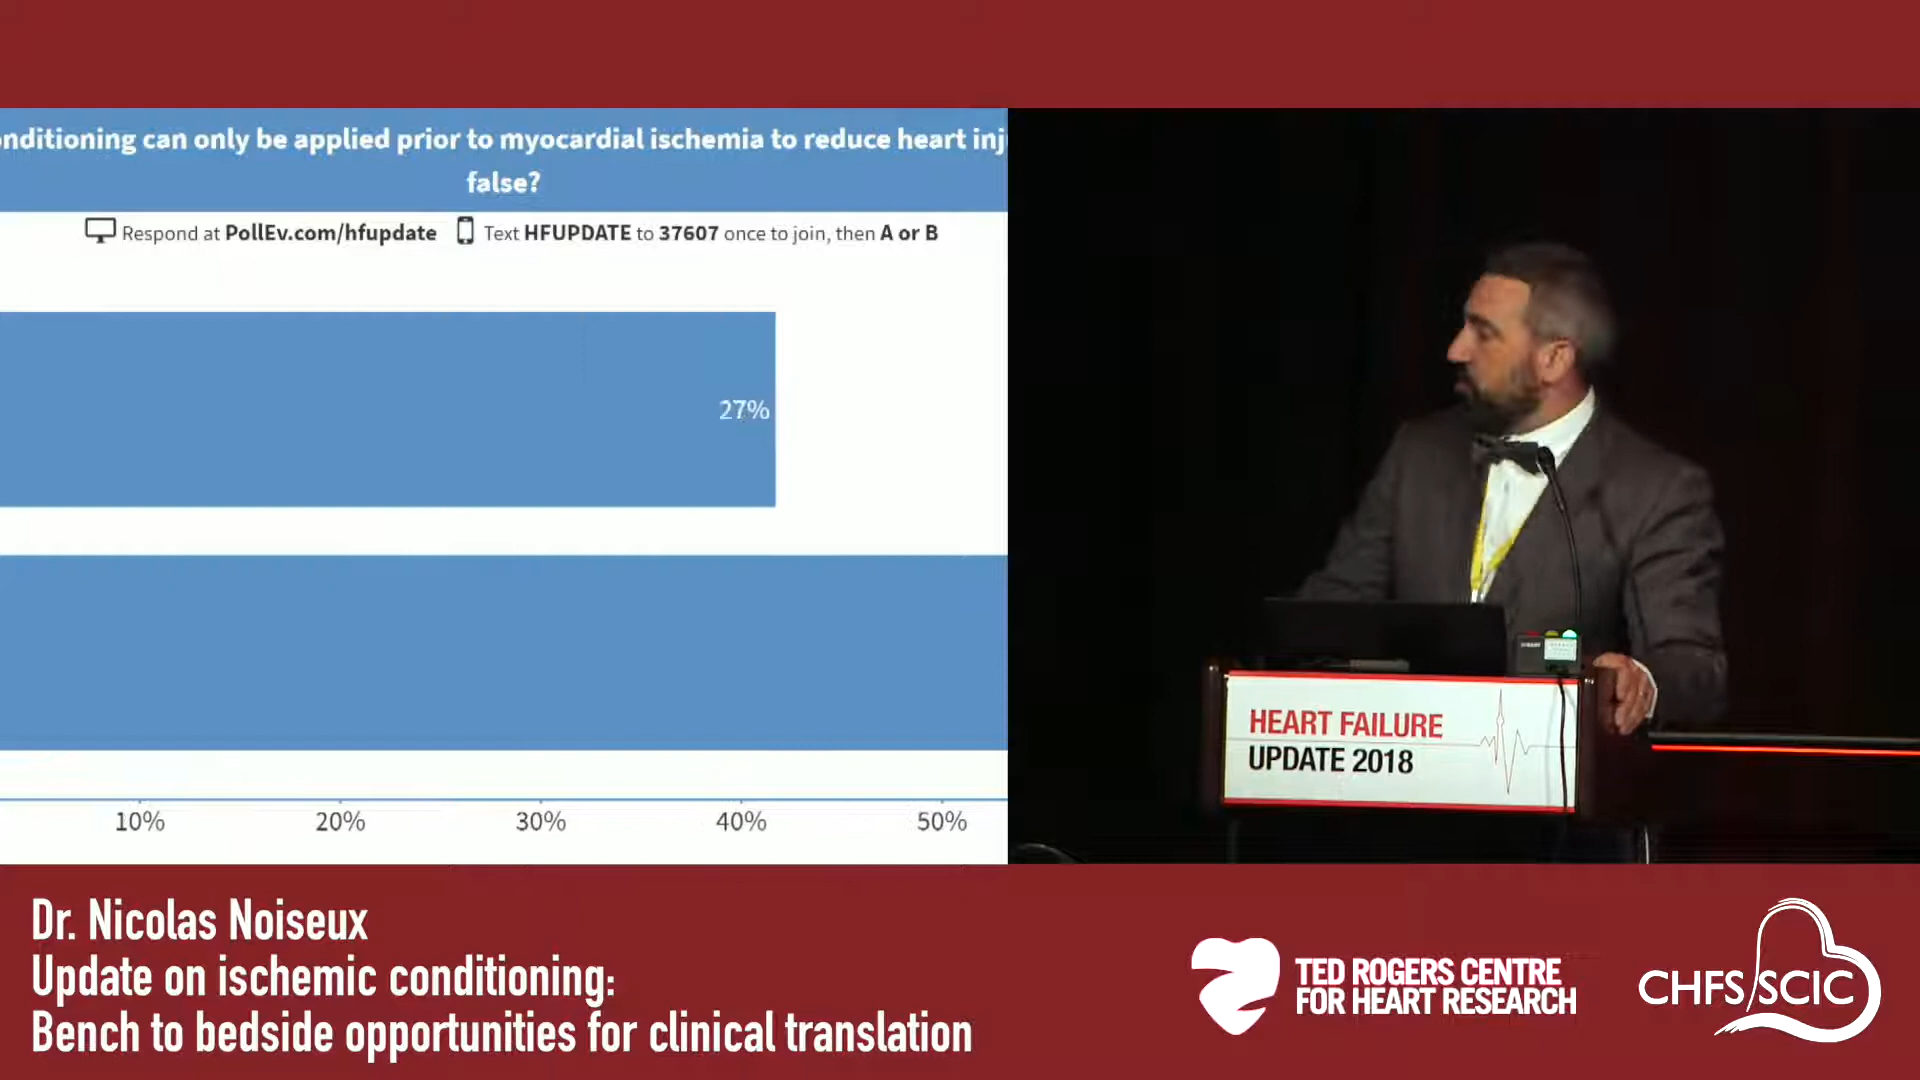 nditioning can only be applied prior to myocardial ischemia to reduce heart inj
false?
Respond at PollEv.com/hfupdate Text HFUPDATE to 37607 once to join, then A or B
27%
10% 20% 30% 40% 50%
HEART FAILURE
UPDATE 2018
Dr. Nicolas Noiseux
Update on ischemic conditioning:
Bench to bedside opportunities for clinical translation
TED ROGERS CENTRE
FOR HEART RESEARCH
CHFS/SCIC